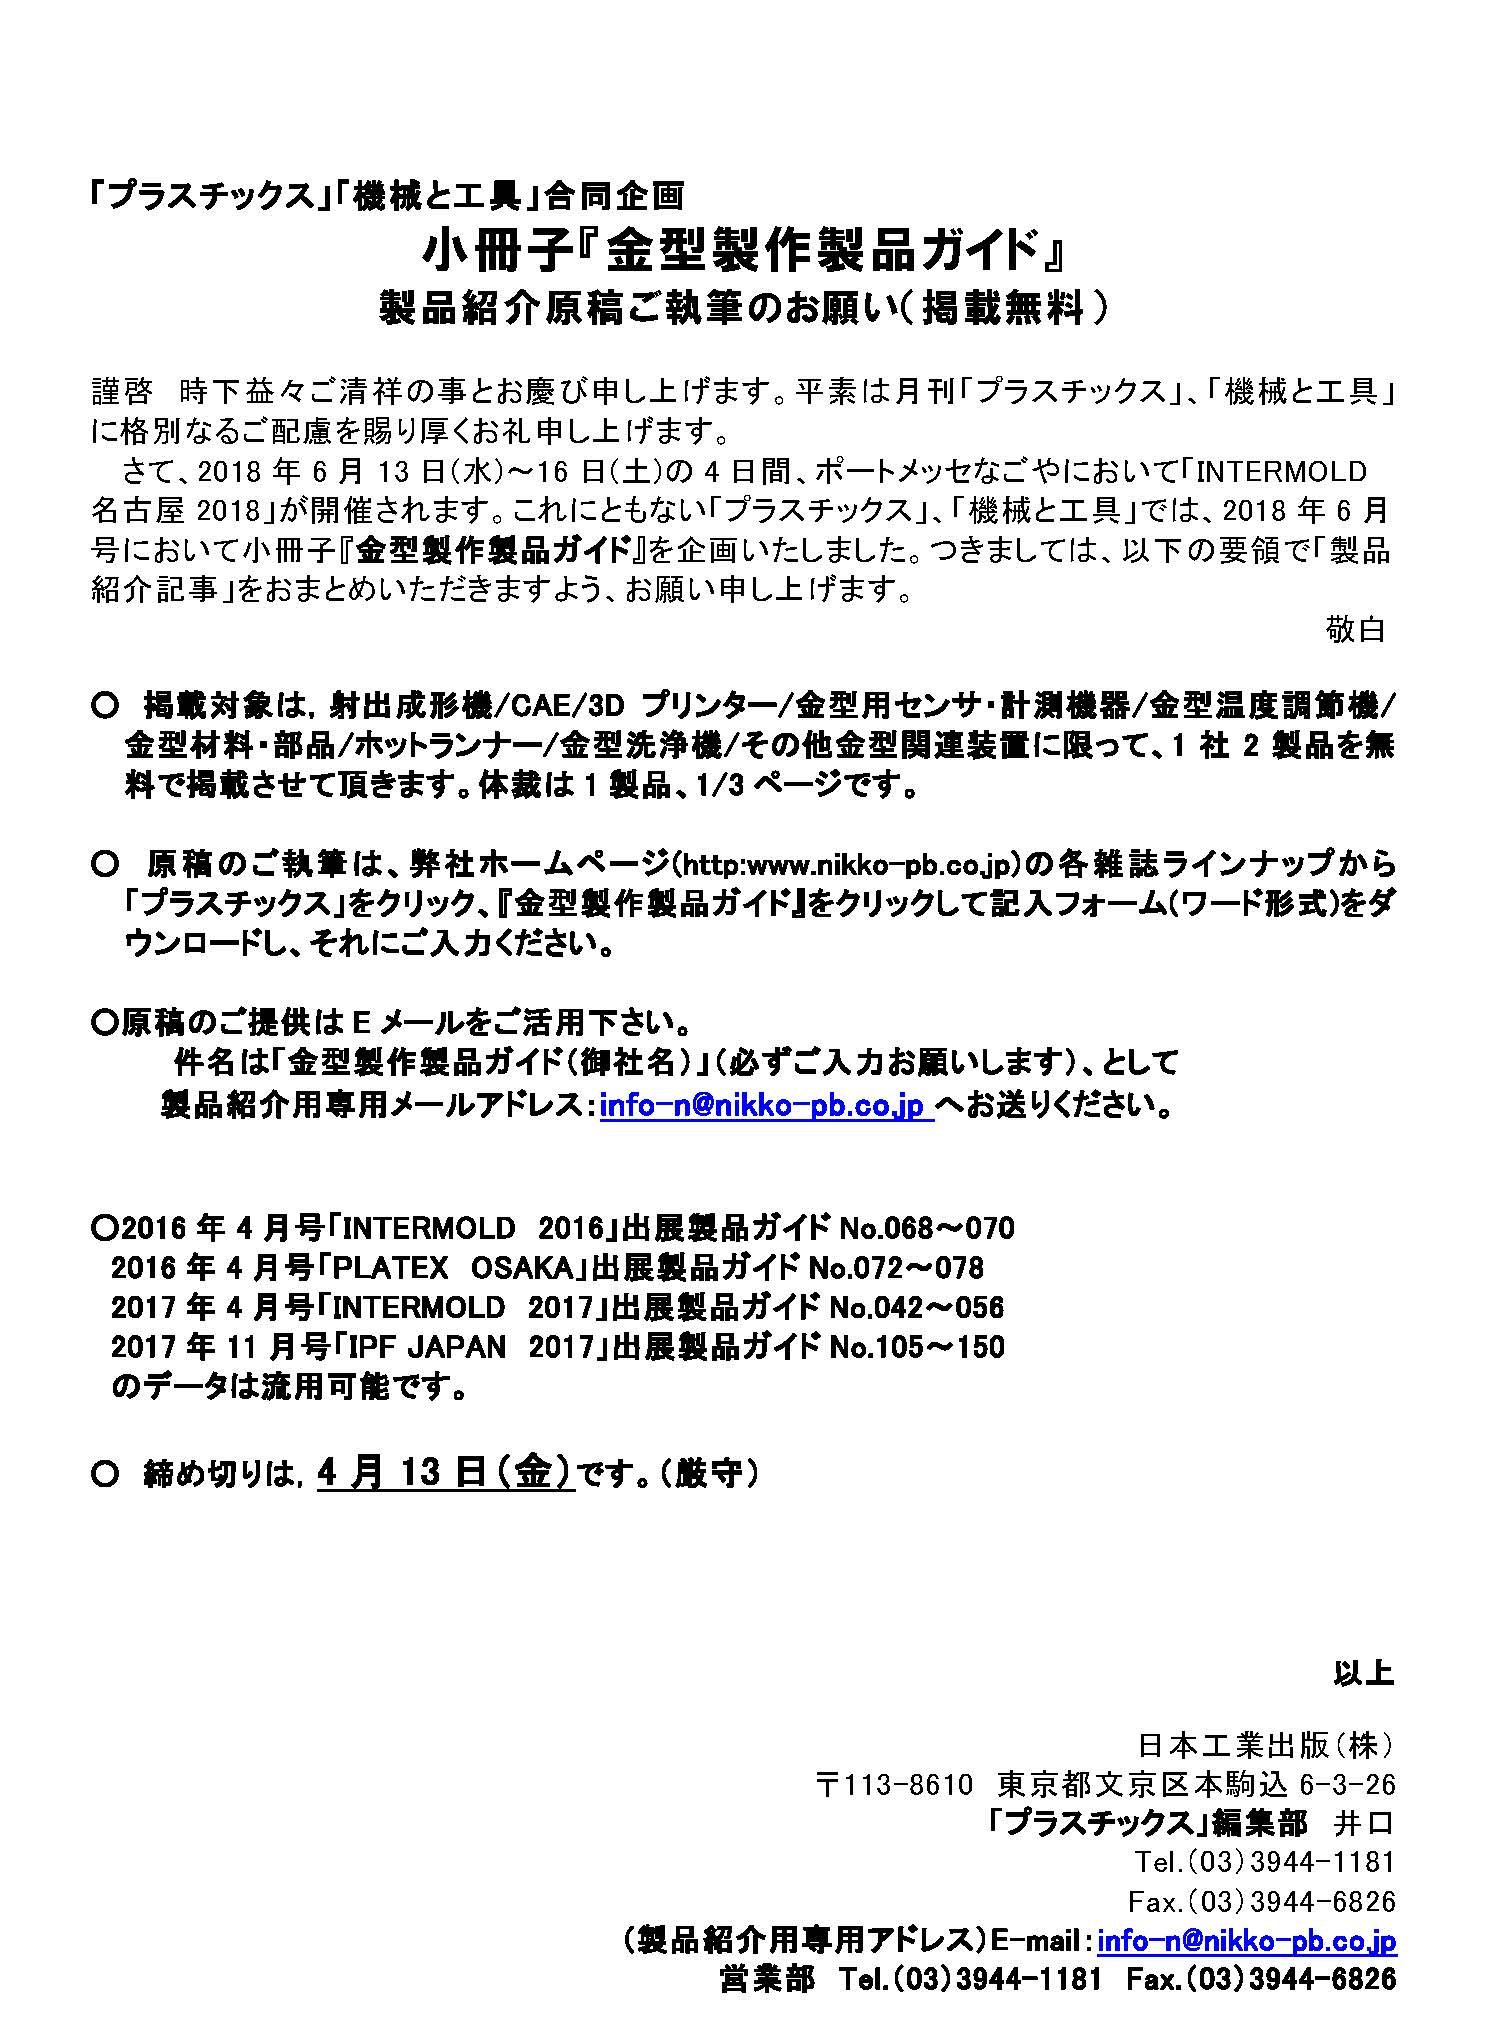 「プラスチックス」「機械と工具」合同企画
小冊子『金型製作製品ガイド』
製品紹介原稿ご執筆のお願い（掲載無料）
謹啓　時下益々ご清祥の事とお慶び申し上げます。平素は月刊「プラスチックス」、「機械と工具」
に格別なるご配慮を賜り厚くお礼申し上げます。
さて、2018 年 6 月 13 日(水)～16 日(土)の 4 日間、ポートメッセなごやにおいて「INTERMOLD
名古屋 2018」が開催されます。これにともない「プラスチックス」、「機械と工具」では、2018 年 6 月
号において小冊子『金型製作製品ガイド』を企画いたしました。つきましては、以下の要領で「製品
紹介記事」をおまとめいただきますよう、お願い申し上げます。
敬白
○　掲載対象は，射出成形機/CAE/3D プリンター/金型用センサ・計測機器/金型温度調節機/
金型材料・部品/ホットランナー/金型洗浄機/その他金型関連装置に限って、1 社 2 製品を無
料で掲載させて頂きます。体裁は 1 製品、1/3 ページです。
○　原稿のご執筆は、弊社ホームページ(http:www.nikko-pb.co.jp)の各雑誌ラインナップから
「プラスチックス」をクリック、『金型製作製品ガイド』をクリックして記入フォーム(ワード形式)をダ
ウンロードし、それにご入力ください。
○原稿のご提供は E メールをご活用下さい。
件名は「金型製作製品ガイド（御社名）」（必ずご入力お願いします）、として
製品紹介用専用メールアドレス：info-n@nikko-pb.co.jp へお送りください。
○2016 年 4 月号「INTERMOLD　2016」出展製品ガイド No.068～070
2016 年 4 月号「PLATEX　OSAKA」出展製品ガイド No.072～078
2017 年 4 月号「INTERMOLD　2017」出展製品ガイド No.042～056
2017 年 11 月号「IPF JAPAN　2017」出展製品ガイド No.105～150
のデータは流用可能です。
○　締め切りは，4 月 13 日（金）です。（厳守）
以上
日本工業出版（株）
〒113-8610　東京都文京区本駒込 6-3-26
「プラスチックス」編集部　井口
Tel.（03）3944-1181
Fax.（03）3944-6826
（製品紹介用専用アドレス）E-mail：info-n@nikko-pb.co.jp
営業部　Tel.（03）3944-1181　Fax.（03）3944-6826